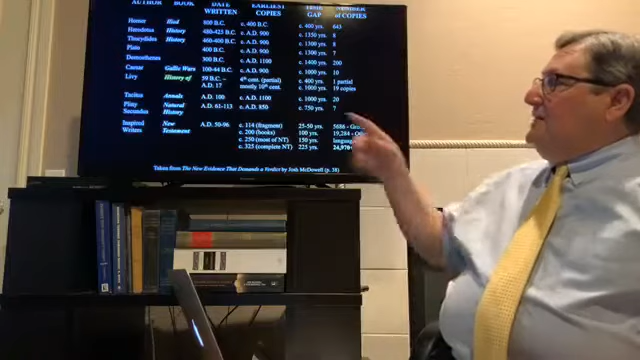 AUTHOR BOOK DATE WRITTEN EARLIEST COPIES TIME GAP NUMBER of COPIES
Homer Iliad 800 B.C. c. 400 B.C. c. 400 yrs. 643
Herodotus History 480-425 B.C. c. A.D. 900 c. 1350 yrs. 8
Thucydides History 460-400 B.C. c. A.D. 900 c. 1300 yrs. 8
Plato 400 B.C. c. A.D. 900 c. 1300 yrs. 7
Demosthenes 300 B.C. c. A.D. 1100 c. 1400 yrs. 200
Caesar Gallic Wars 100-44 B.C. c. A.D. 900 c. 1000 yrs. 10
Livy History of 59 B.C. - A.D. 17 4th cent. (partial) mostly 10th cent. c. 400 yrs. c. 1000 yrs. 1 partial 19 copies
Tacitus Annals A.D. 100 c. A.D. 1100 c. 1000 yrs. 20
Pliny Secundus Natural History A.D. 61-113 c. A.D. 850 c. 750 yrs. 7
Inspired Writers New Testament A.D. 50-96 c. 114 (fragment) 25-50 yrs. 5686
c. 200 (books) 100 yrs. 19,284
c. 250 (most of NT) 150 yrs.
c. 325 (complete NT) 225 yrs. 24,970
Taken from The New Evidence That Demands a Verdict by Josh McDowell (p. 38)